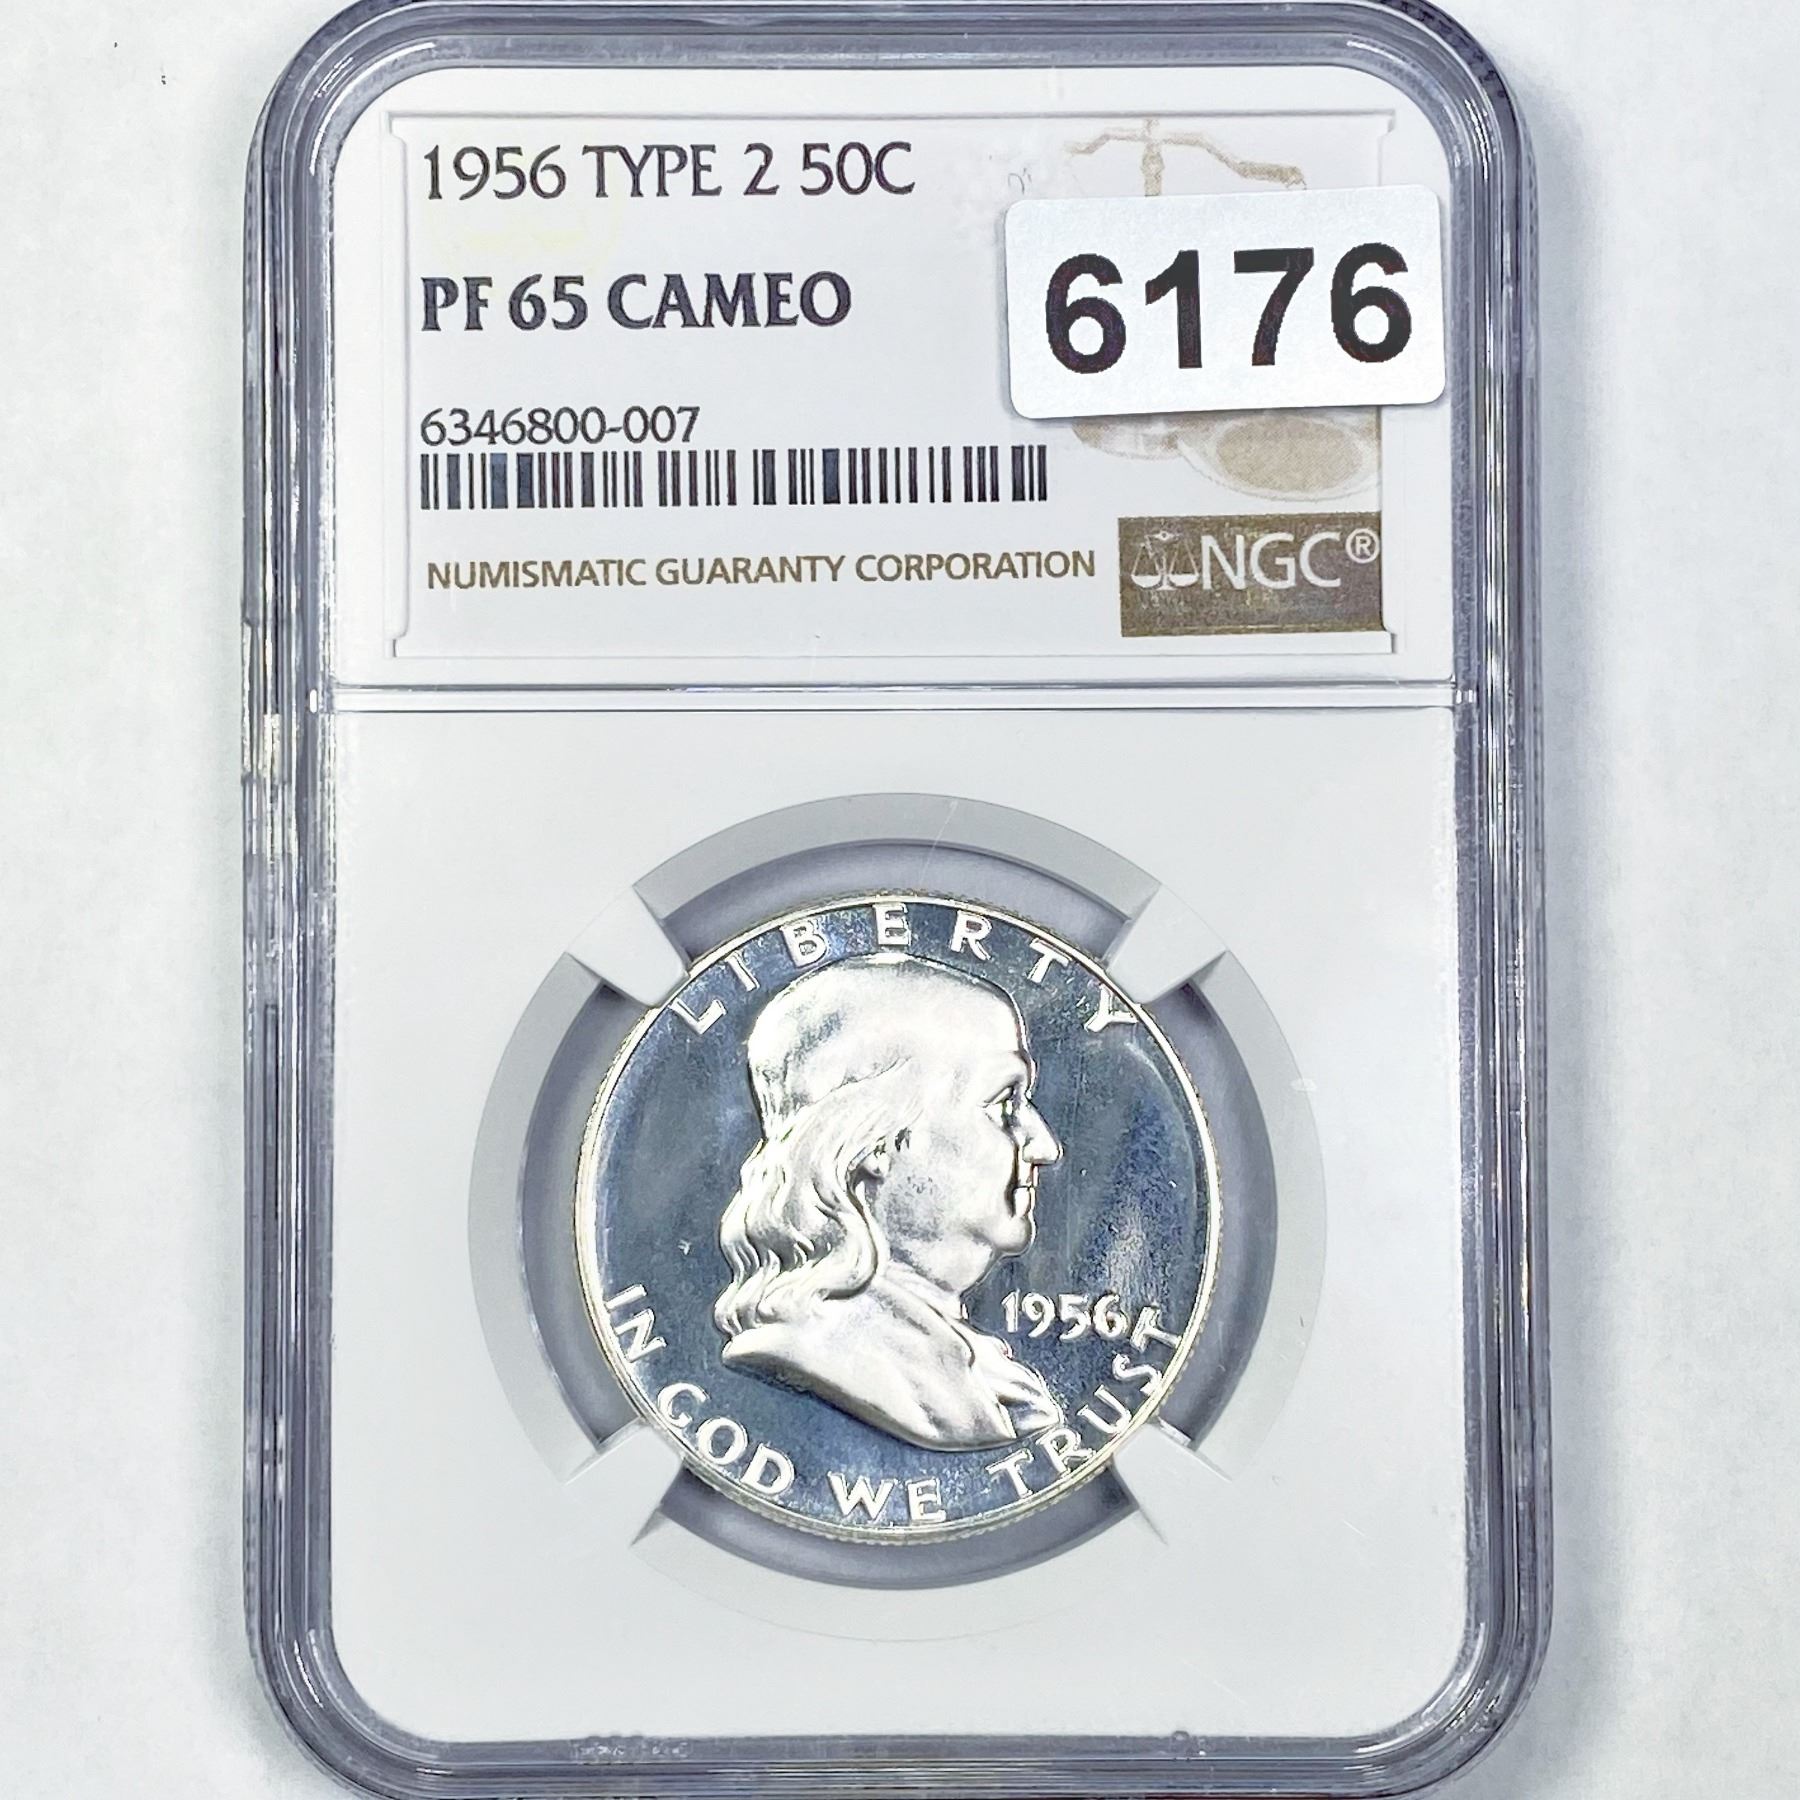 1956 TYPE 2 50C
PF 65 CAMEO
6176
6346800-007
NUMISMATIC GUARANTY CORPORATION
NGC®
LIBERTY
1956
IN GOD WE TRUST